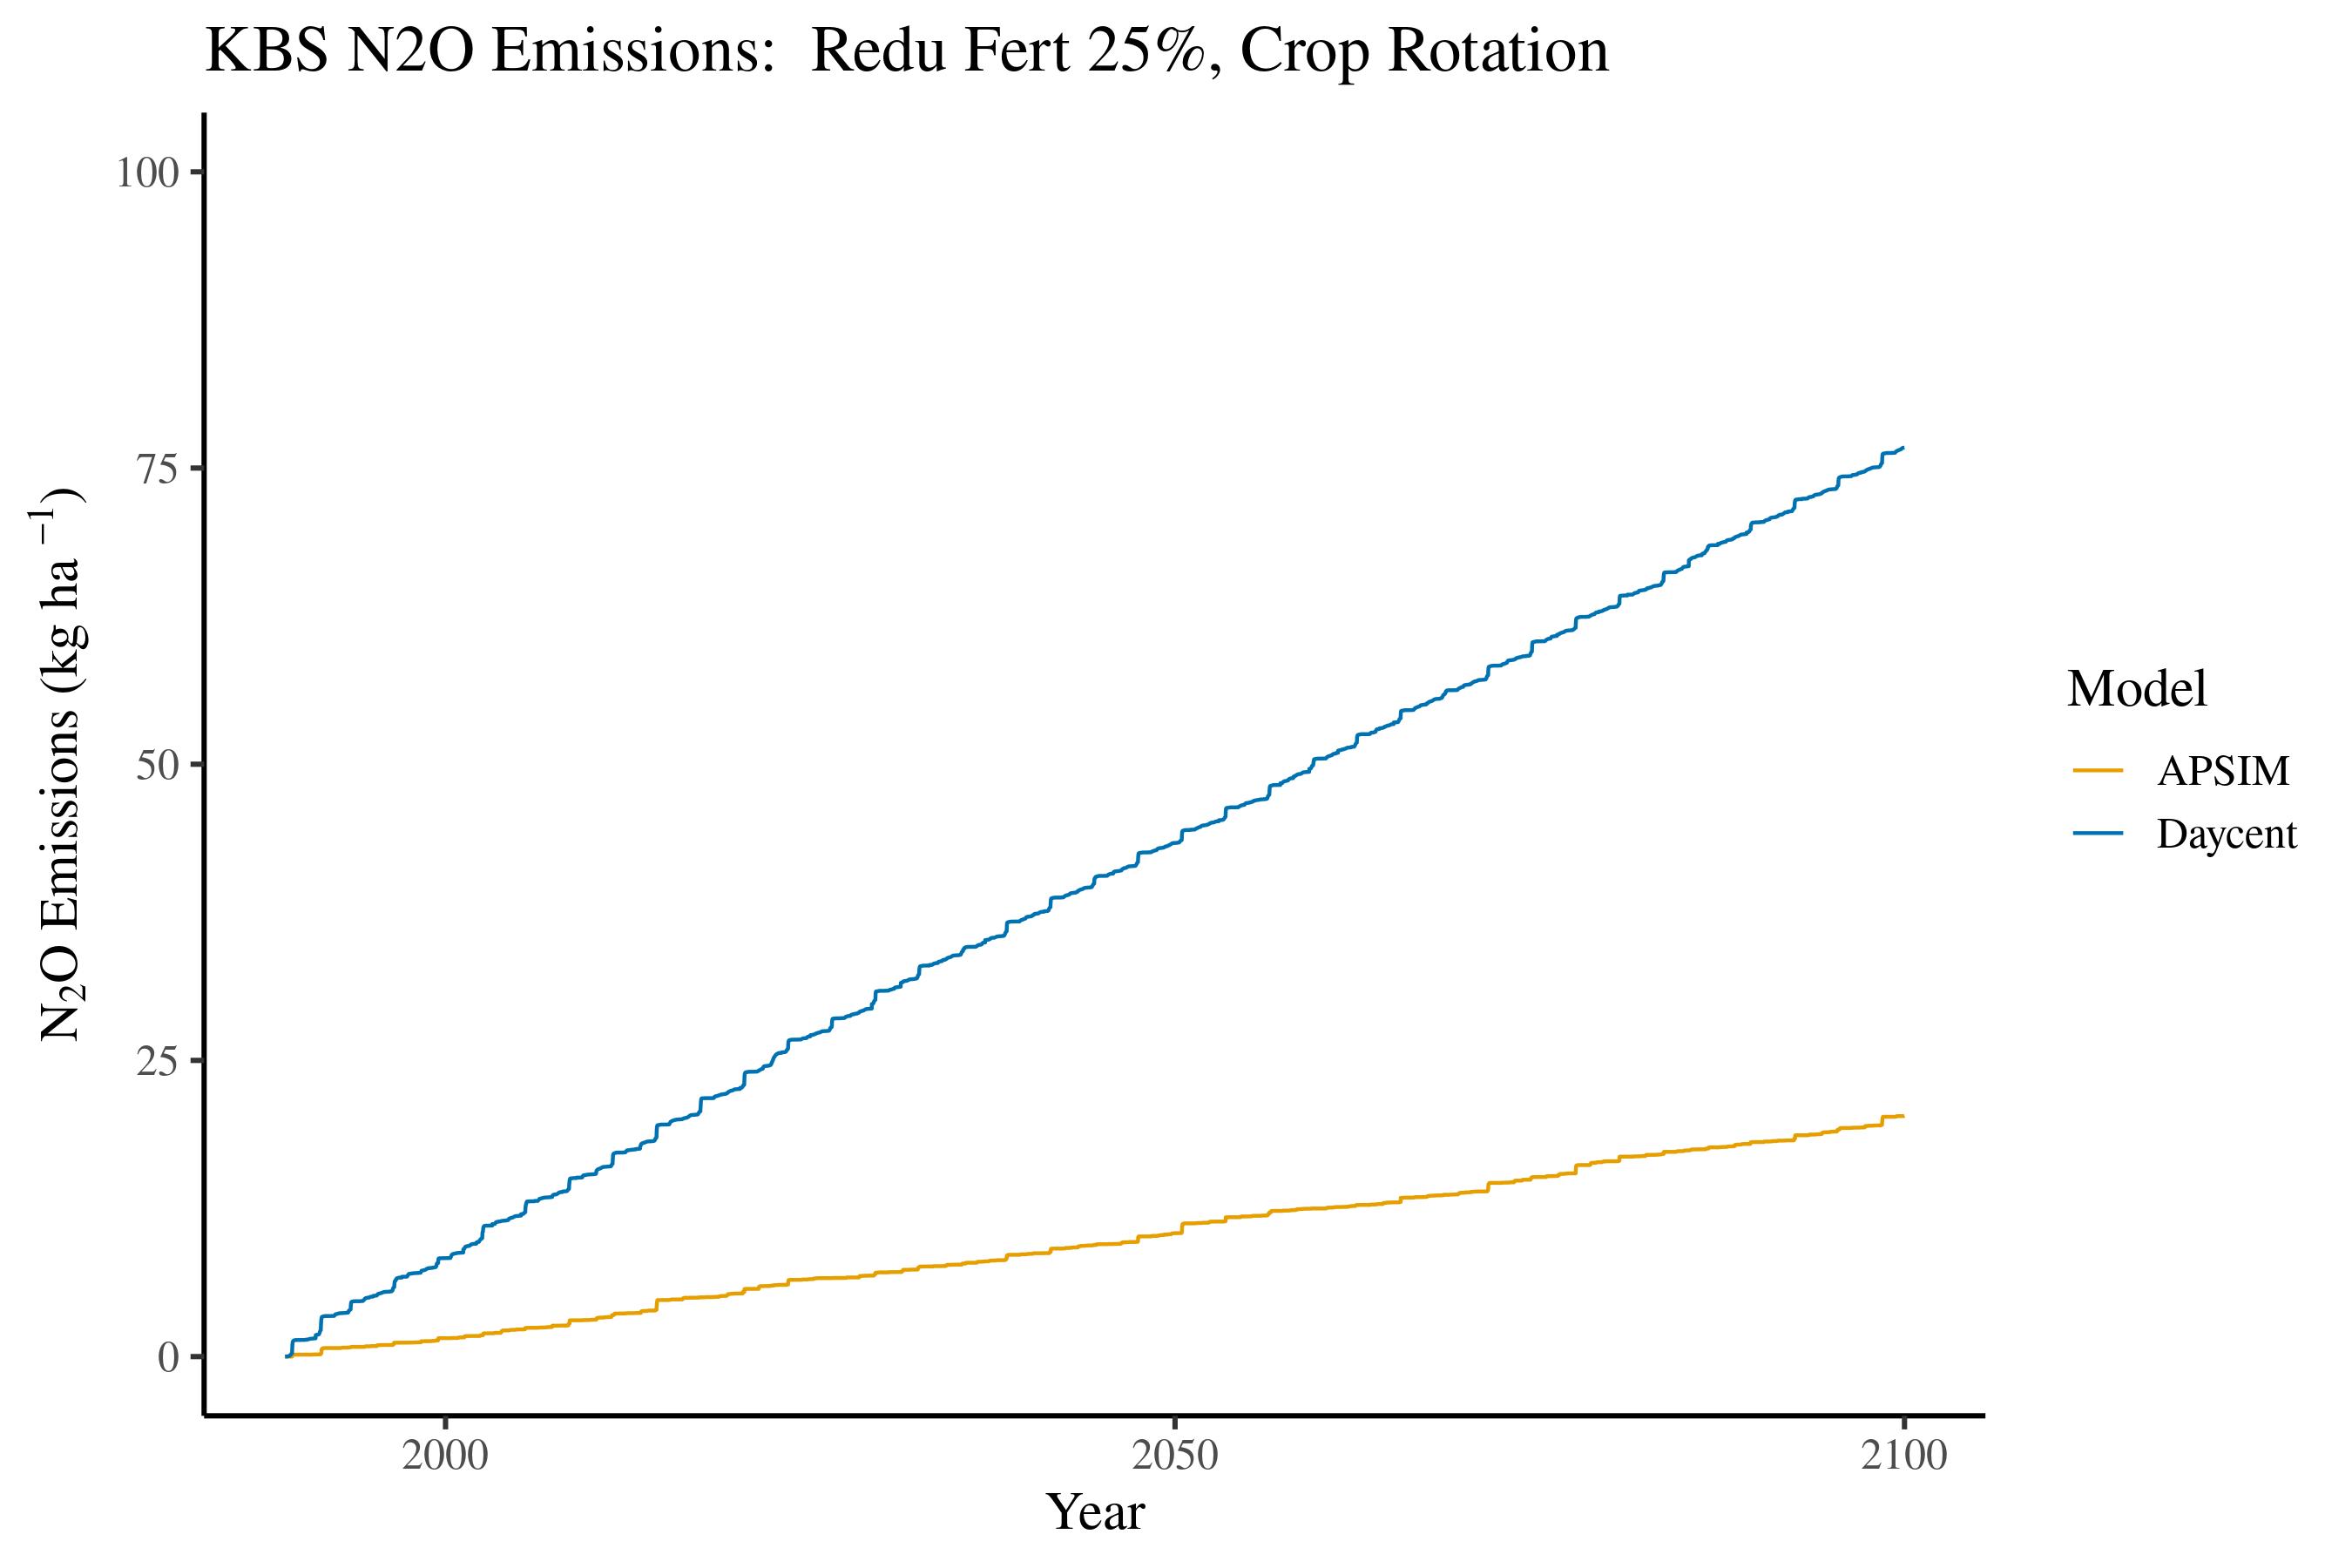 KBS N2O Emissions:  Redu Fert 25%, Crop Rotation
N₂O Emissions (kg ha ⁻¹)
100
75
50
25
0
2000
2050
2100
Year
Model
APSIM
Daycent